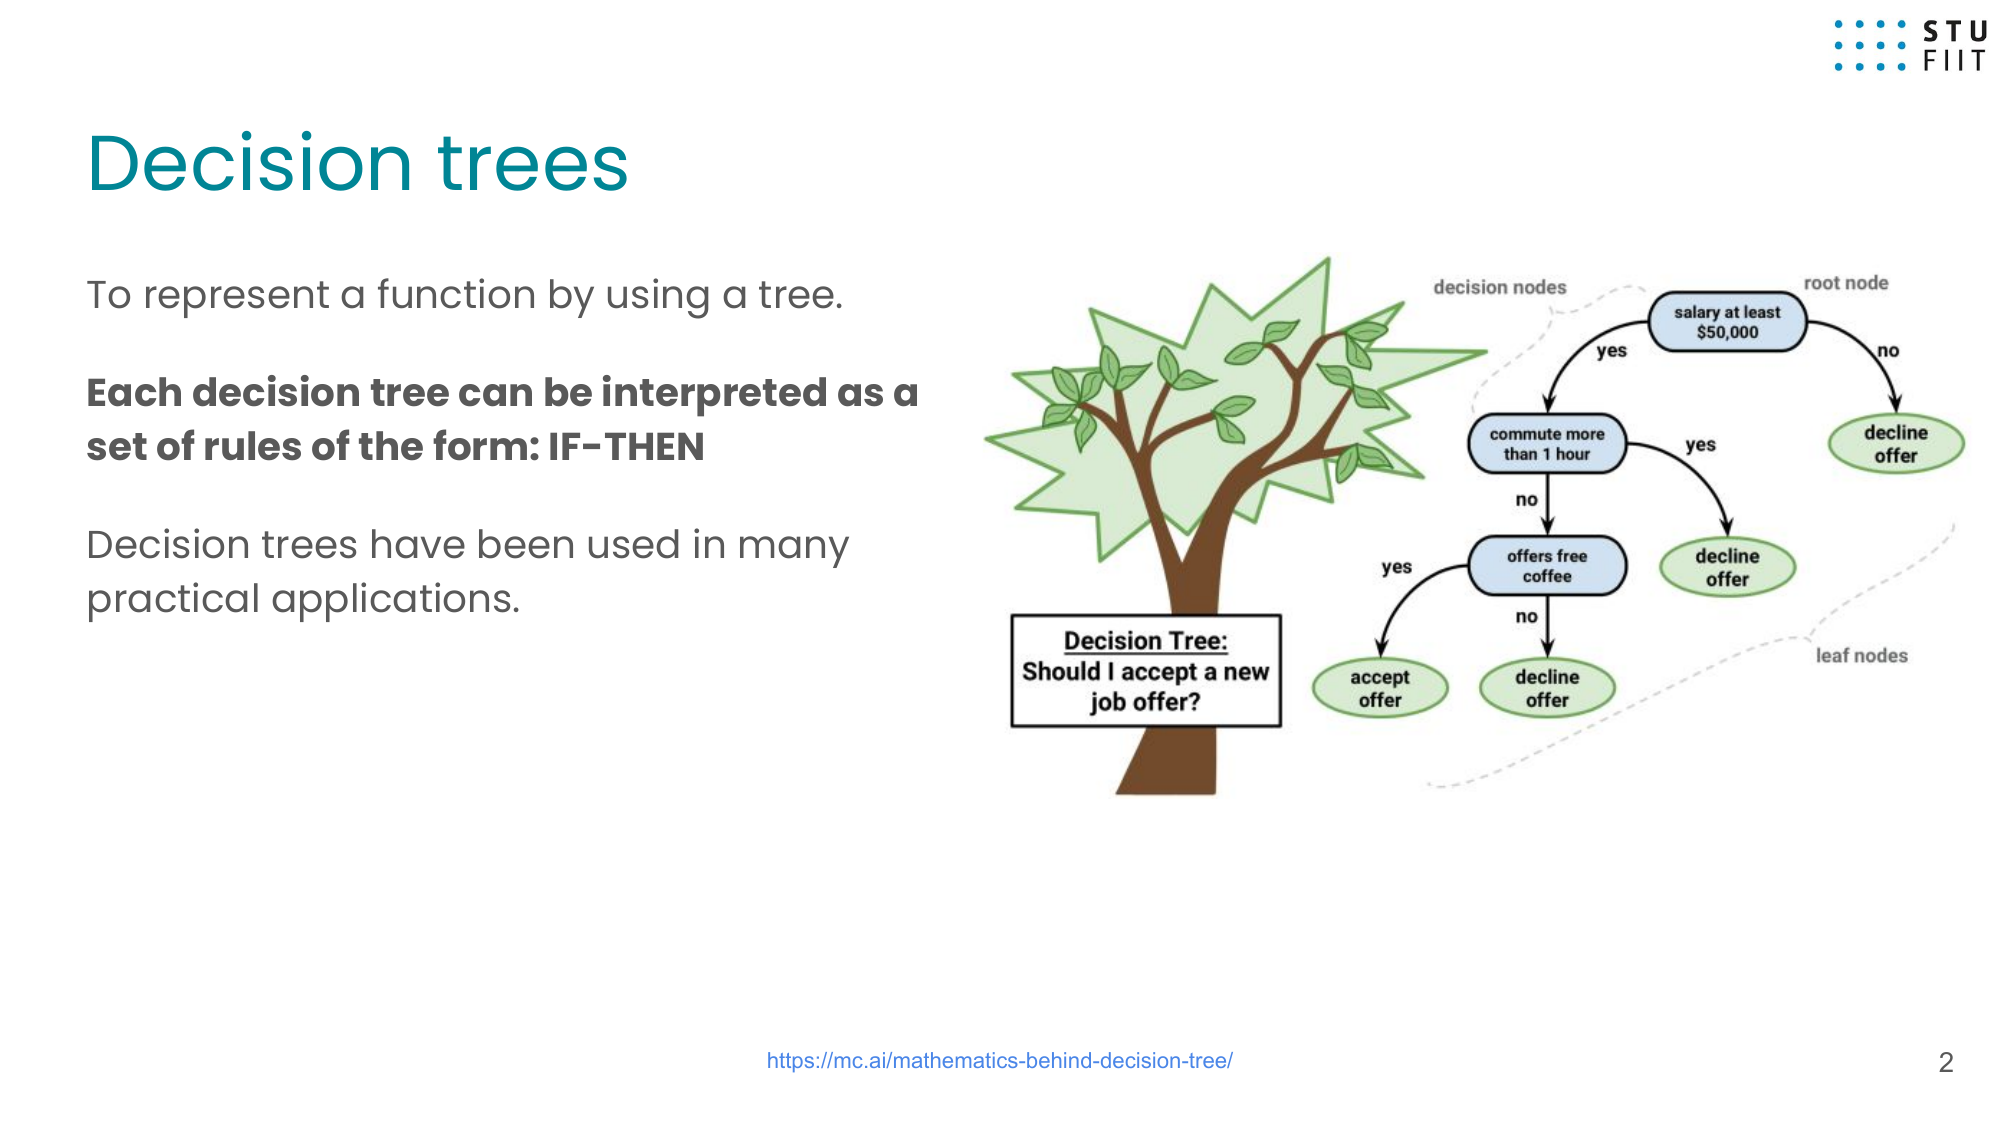 STU
FIIT
Decision trees
To represent a function by using a tree.
Each decision tree can be interpreted as a
set of rules of the form: IF-THEN
Decision trees have been used in many
practical applications.
decision nodes
root node
salary at least
$50,000
yes
no
commute more
than 1 hour
yes
decline
offer
no
offers free
coffee
decline
offer
yes
no
accept
offer
decline
offer
leaf nodes
Decision Tree:
Should I accept a new
job offer?
https://mc.ai/mathematics-behind-decision-tree/
2